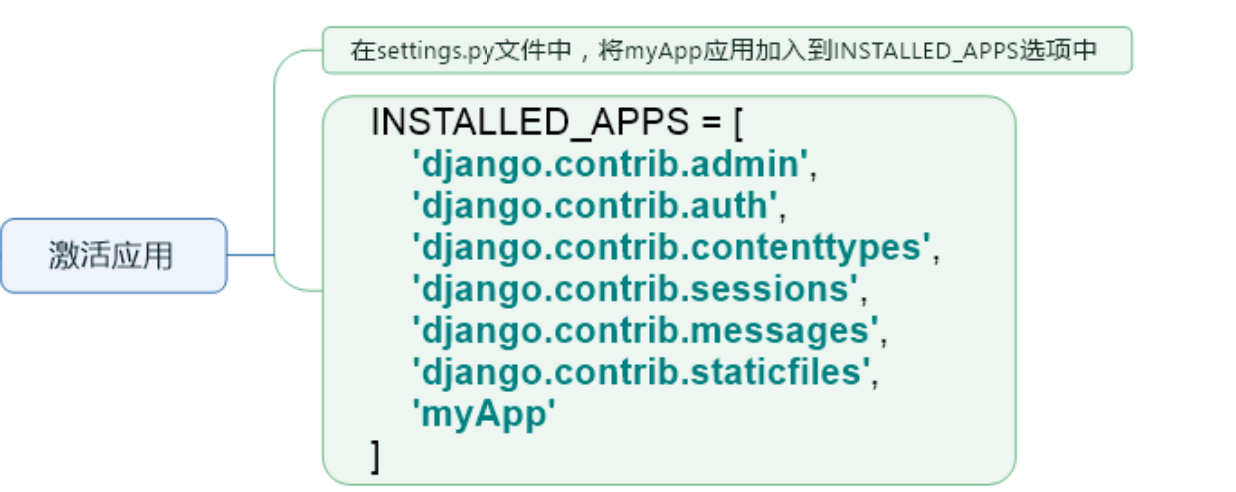 在settings.py文件中，将myApp应用加入到INSTALLED_APPS选项中
激活应用
INSTALLED_APPS = [
'django.contrib.admin',
'django.contrib.auth',
'django.contrib.contenttypes',
'django.contrib.sessions',
'django.contrib.messages',
'django.contrib.staticfiles',
'myApp'
]